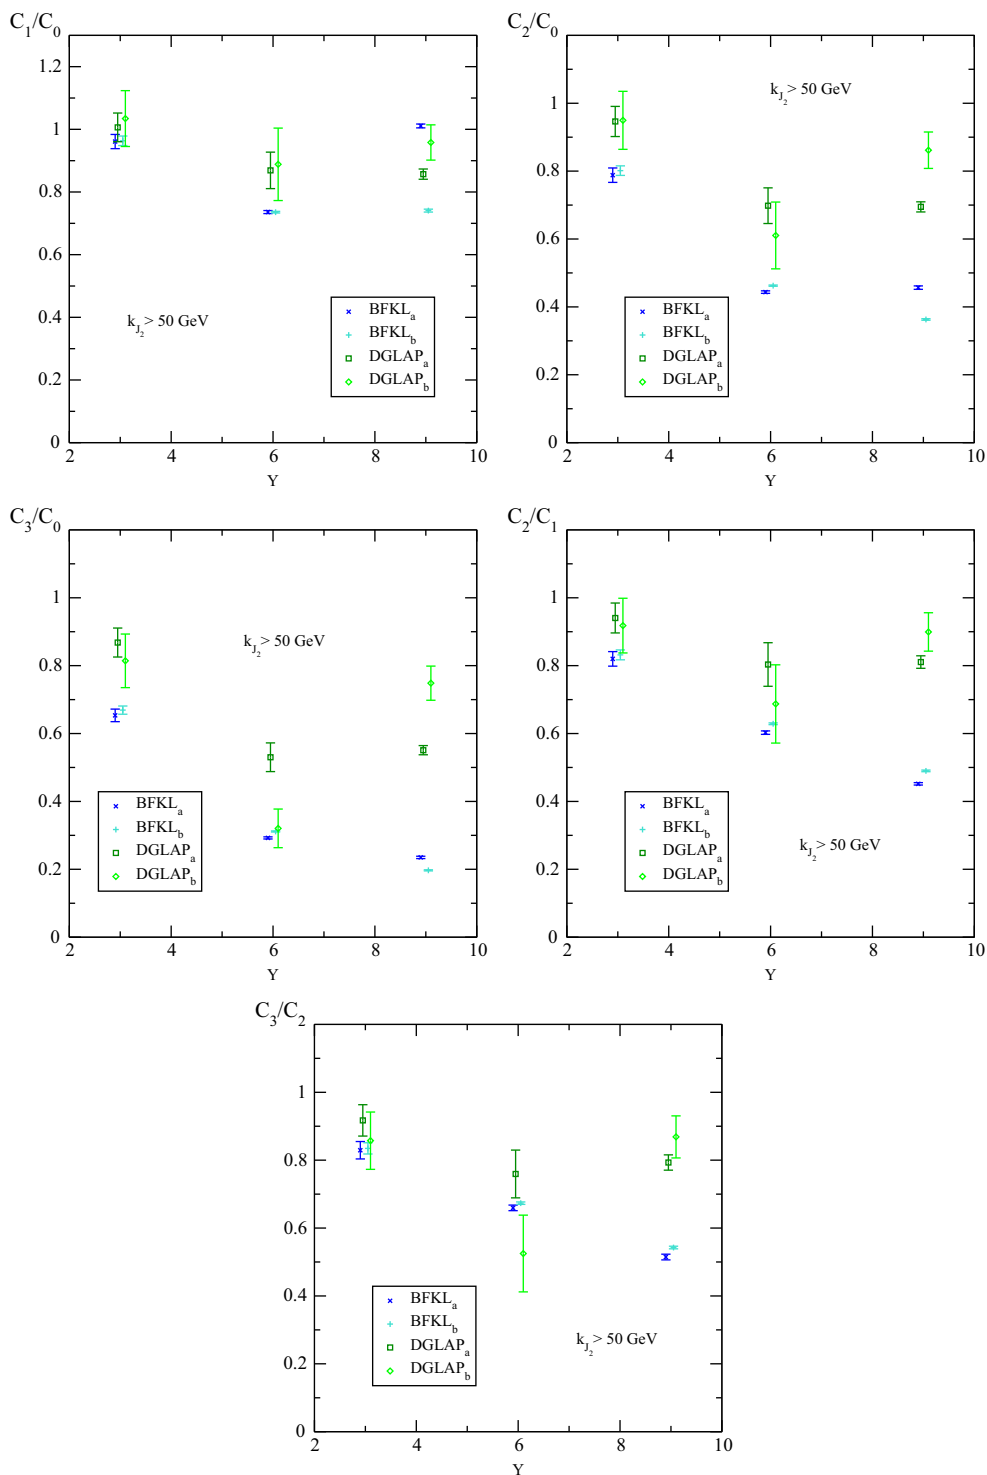 C1/C0
1.2
1
0.8
0.6
0.4
0.2
0
2 4 6 8 10
Y
kJ2 > 50 GeV
BFKLa
BFKLb
DGLAPa
DGLAPb
C2/C0
1
0.8
0.6
0.4
0.2
0
2 4 6 8 10
Y
kJ2 > 50 GeV
BFKLa
BFKLb
DGLAPa
DGLAPb
C3/C0
1
0.8
0.6
0.4
0.2
0
2 4 6 8 10
Y
kJ2 > 50 GeV
BFKLa
BFKLb
DGLAPa
DGLAPb
C2/C1
1
0.8
0.6
0.4
0.2
0
2 4 6 8 10
Y
kJ2 > 50 GeV
BFKLa
BFKLb
DGLAPa
DGLAPb
C3/C2
1
0.8
0.6
0.4
0.2
0
2 4 6 8 10
Y
kJ2 > 50 GeV
BFKLa
BFKLb
DGLAPa
DGLAPb